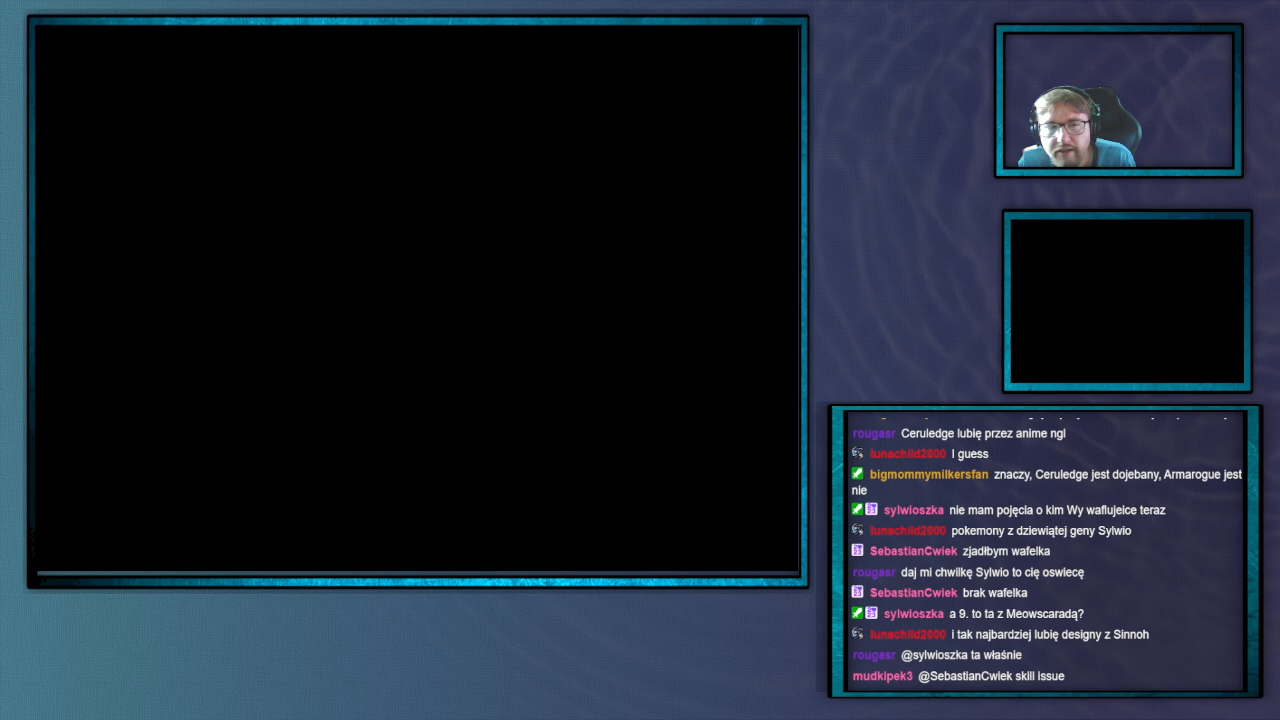 rougasr Ceruledge lubię przez anime ngl
lunachild2000 I guess
bigmommymilkersfan znaczy, Ceruledge jest dojebany, Armarogue jest
nie
sylwioszka nie mam pojęcia o kim Wy waflujeice teraz
lunachild2000 pokemony z dziewiątej geny Sylwio
SebastianCwiek zjadłbym wafelka
rougasr daj mi chwilkę Sylwio to cię oswiecę
SebastianCwiek brak wafelka
sylwioszka a 9. to ta z Meowscaradą?
lunachild2000 i tak najbardziej lubię designy z Sinnoh
rougasr @sylwioszka ta właśnie
mudkipek3 @SebastianCwiek skill issue